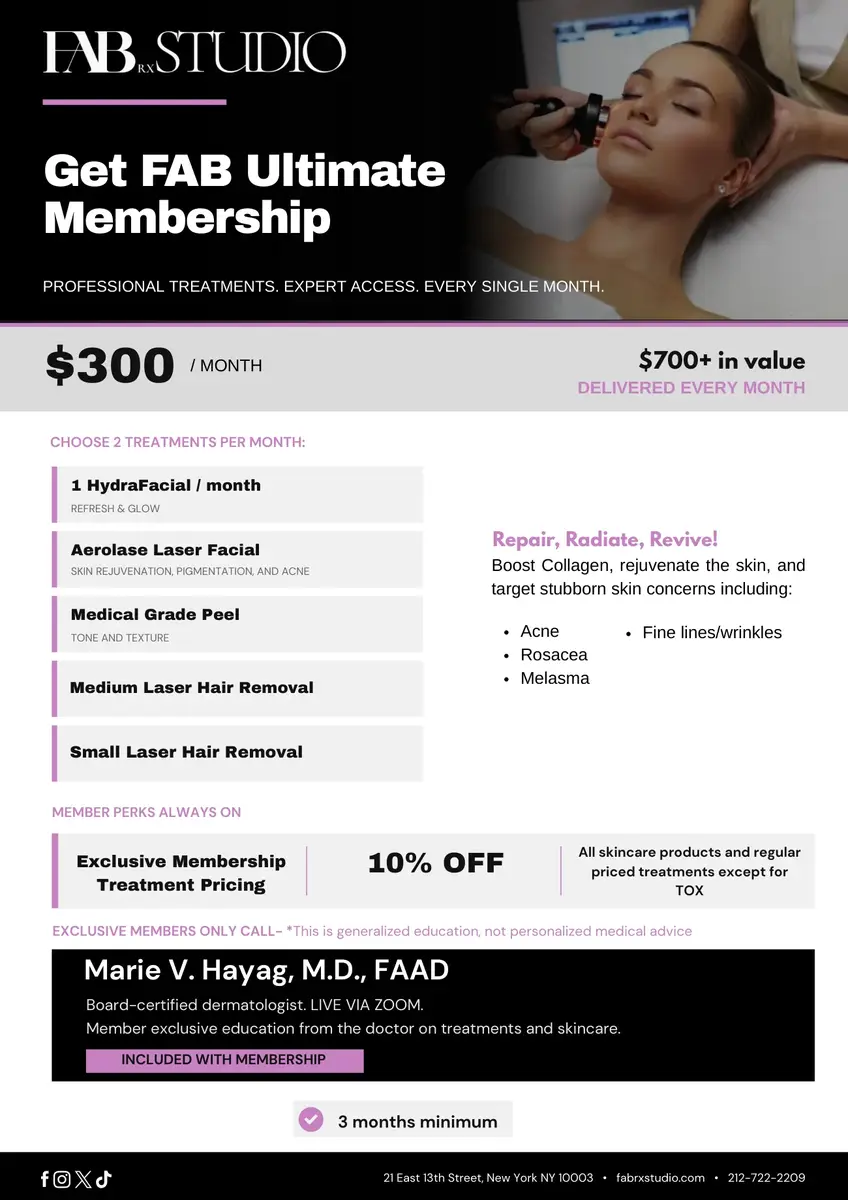 FAB RX STUDIO
Get FAB Ultimate
Membership
PROFESSIONAL TREATMENTS. EXPERT ACCESS. EVERY SINGLE MONTH.
$300 / MONTH
$700+ in value
DELIVERED EVERY MONTH
CHOOSE 2 TREATMENTS PER MONTH:
1 HydraFacial / month
REFRESH & GLOW
Aerolase Laser Facial
SKIN REJUVENATION, PIGMENTATION, AND ACNE
Medical Grade Peel
TONE AND TEXTURE
Medium Laser Hair Removal
Small Laser Hair Removal
Repair, Radiate, Revive!
Boost Collagen, rejuvenate the skin, and
target stubborn skin concerns including:
• Acne
• Rosacea
• Melasma
• Fine lines/wrinkles
MEMBER PERKS ALWAYS ON
Exclusive Membership
Treatment Pricing
10% OFF
All skincare products and regular
priced treatments except for
TOX
EXCLUSIVE MEMBERS ONLY CALL- *This is generalized education, not personalized medical advice
Marie V. Hayag, M.D., FAAD
Board-certified dermatologist. LIVE VIA ZOOM.
Member exclusive education from the doctor on treatments and skincare.
INCLUDED WITH MEMBERSHIP
3 months minimum
21 East 13th Street, New York NY 10003 • fabrxstudio.com • 212-722-2209